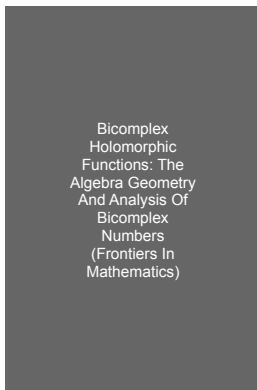 Bicomplex
Holomorphic
Functions: The
Algebra Geometry
And Analysis Of
Bicomplex
Numbers
(Frontiers In
Mathematics)